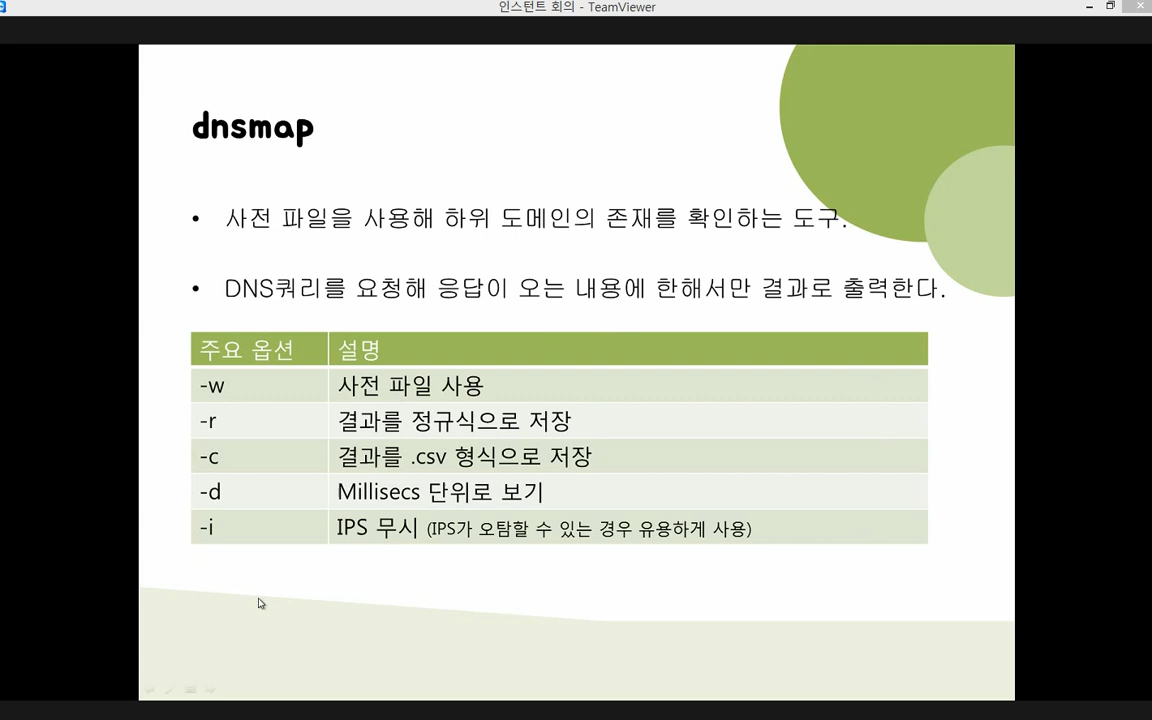 인스턴트 회의 - TeamViewer
dnsmap
• 사전 파일을 사용해 하위 도메인의 존재를 확인하는 도구.
• DNS쿼리를 요청해 응답이 오는 내용에 한해서만 결과로 출력한다.
주요 옵션 설명
-w 사전 파일 사용
-r 결과를 정규식으로 저장
-c 결과를 .csv 형식으로 저장
-d Millisecs 단위로 보기
-i IPS 무시 (IPS가 오탐할 수 있는 경우 유용하게 사용)